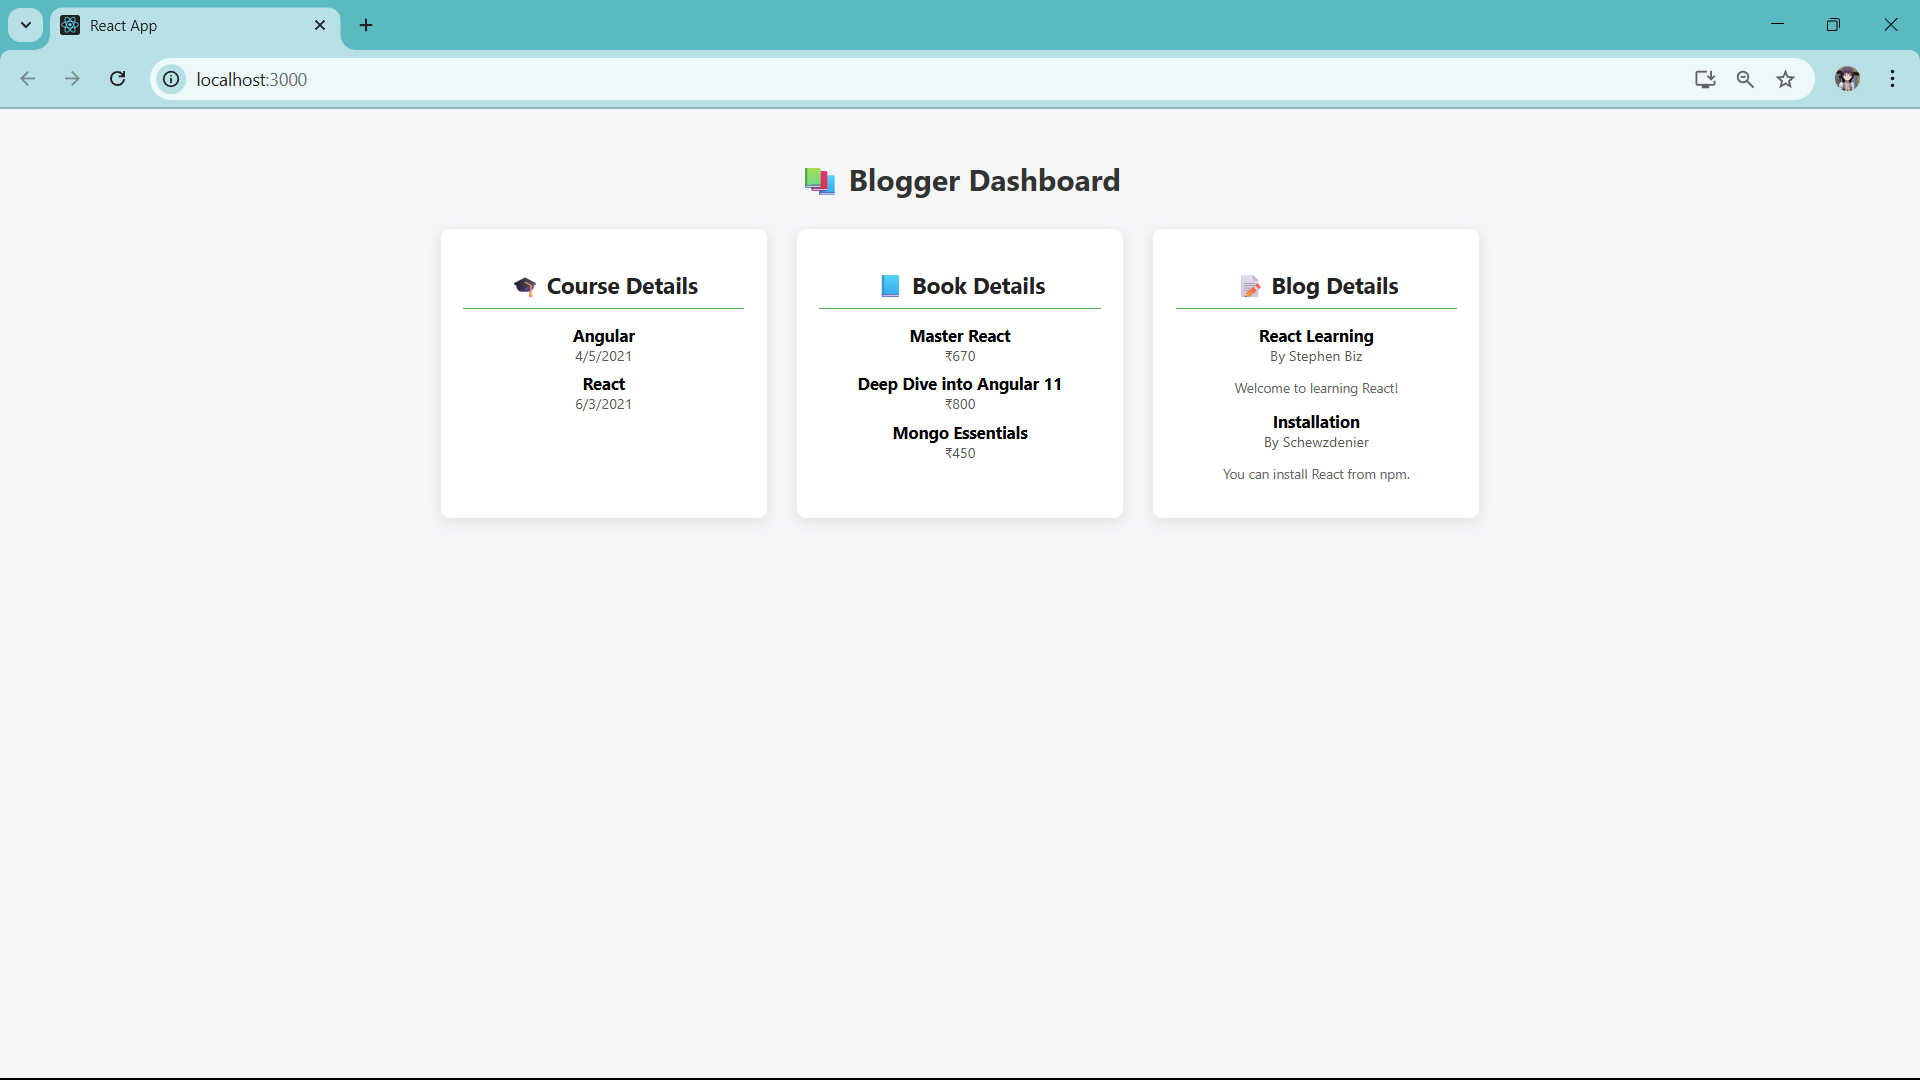 React App
localhost:3000
📚 Blogger Dashboard
🎓 Course Details
Angular
4/5/2021
React
6/3/2021
📘 Book Details
Master React
₹670
Deep Dive into Angular 11
₹800
Mongo Essentials
₹450
📝 Blog Details
React Learning
By Stephen Biz
Welcome to learning React!
Installation
By Schewzdenier
You can install React from npm.